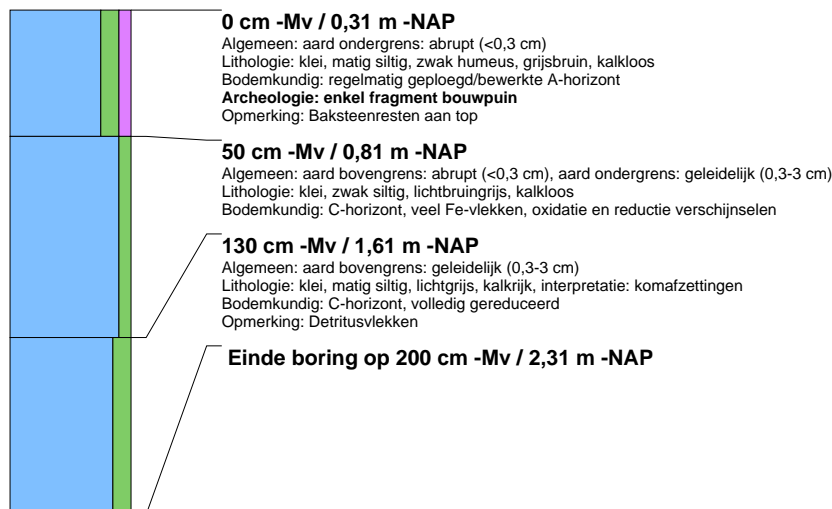 0 cm -Mv / 0,31 m -NAP
Algemeen: aard ondergrens: abrupt (<0,3 cm)
Lithologie: klei, matig siltig, zwak humeus, grijsbruin, kalkloos
Bodemkundig: regelmatig geploegd/bewerkte A-horizont
Archeologie: enkel fragment bouwpuin
Opmerking: Baksteenresten aan top
50 cm -Mv / 0,81 m -NAP
Algemeen: aard bovengrens: abrupt (<0,3 cm), aard ondergrens: geleidelijk (0,3-3 cm)
Lithologie: klei, zwak siltig, lichtbruingrijs, kalkloos
Bodemkundig: C-horizont, veel Fe-vlekken, oxidatie en reductie verschijnselen
130 cm -Mv / 1,61 m -NAP
Algemeen: aard bovengrens: geleidelijk (0,3-3 cm)
Lithologie: klei, matig siltig, lichtgrijs, kalkrijk, interpretatie: komafzettingen
Bodemkundig: C-horizont, volledig gereduceerd
Opmerking: Detritusvlekken
Einde boring op 200 cm -Mv / 2,31 m -NAP